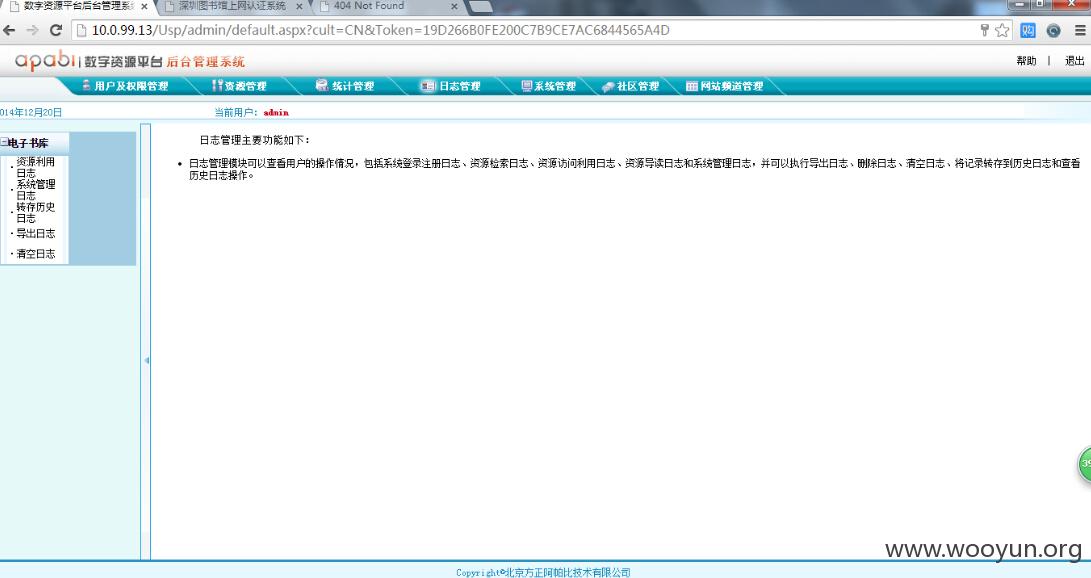 数字资源平台后台管理系
深圳图书馆上网认证系统
404 Not Found
10.0.99.13/Usp/admin/default.aspx?cult=CN&Token=19D266B0FE200C7B9CE7AC6844565A4D
apabi 数字资源平台 后台管理系统
帮助 | 退出
用户及权限管理 资源管理 统计管理 日志管理 系统管理 社区管理 网站频道管理
014年12月20日 当前用户: admin
电子书库
· 资源利用
日志
· 系统管理
日志
· 转存历史
日志
· 导出日志
· 清空日志
日志管理主要功能如下:
• 日志管理模块可以查看用户的操作情况，包括系统登录注册日志、资源检索日志、资源访问利用日志、资源导读日志和系统管理日志，并可以执行导出日志、删除日志、清空日志、将记录转存到历史日志和查看
历史日志操作。
39
www.wooyun.org
Copyright©北京方正阿帕比技术有限公司